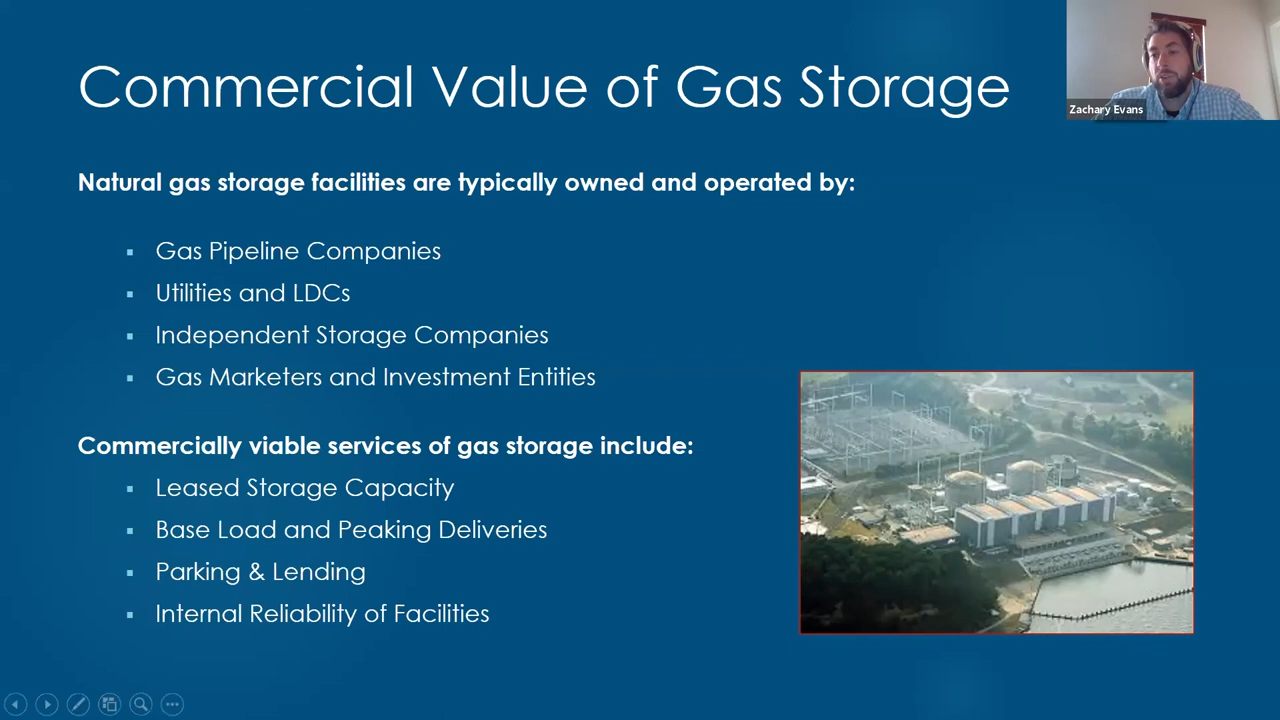 Commercial Value of Gas Storage
Zachary Evans
Natural gas storage facilities are typically owned and operated by:
Gas Pipeline Companies
Utilities and LDCs
Independent Storage Companies
Gas Marketers and Investment Entities
Commercially viable services of gas storage include:
Leased Storage Capacity
Base Load and Peaking Deliveries
Parking & Lending
Internal Reliability of Facilities